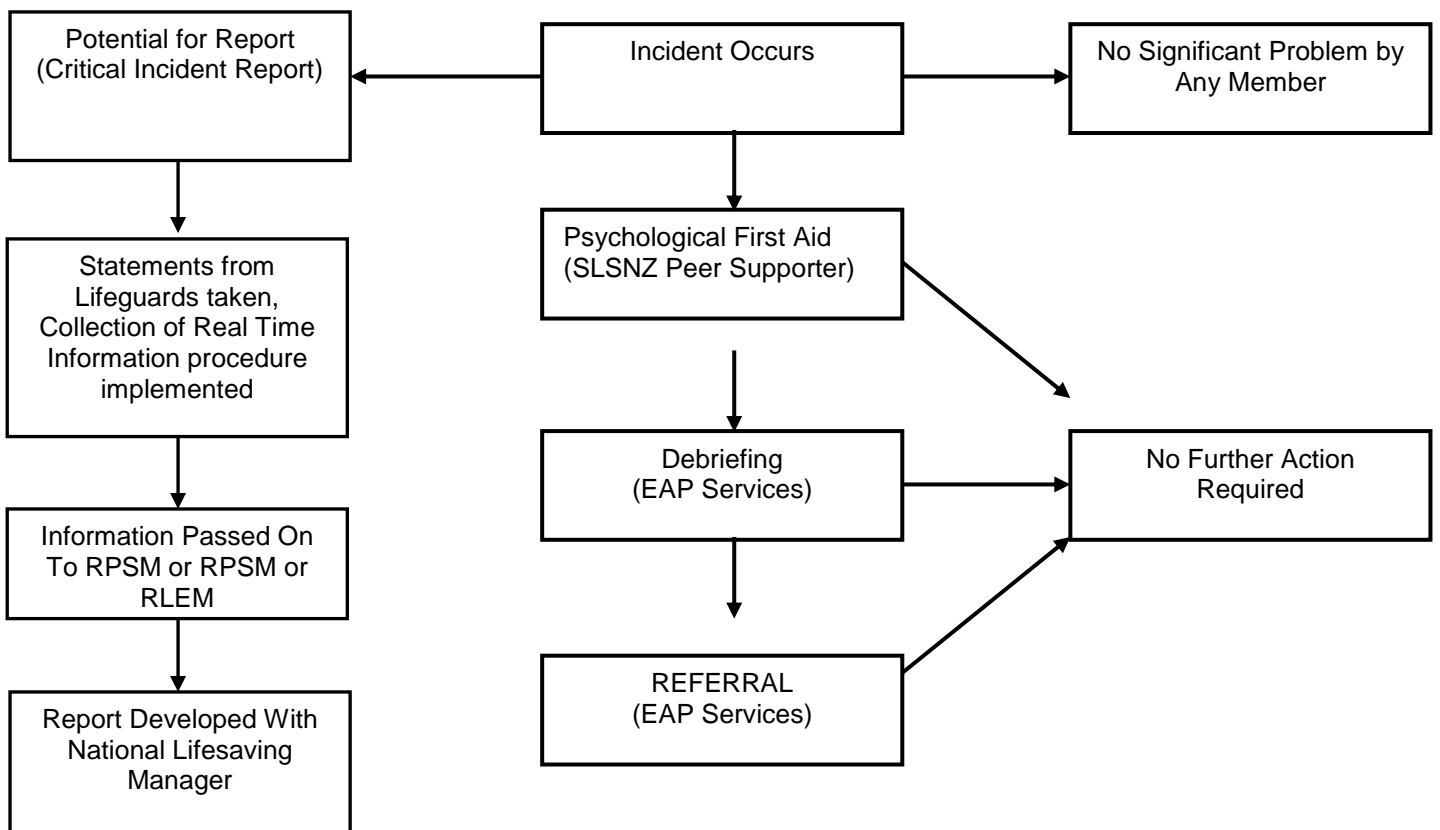 Potential for Report
(Critical Incident Report)
Incident Occurs
No Significant Problem by
Any Member
Statements from
Lifeguards taken,
Collection of Real Time
Information procedure
implemented
Psychological First Aid
(SLSNZ Peer Supporter)
Debriefing
(EAP Services)
No Further Action
Required
Information Passed On
To RPSM or RPSM or
RLEM
REFERRAL
(EAP Services)
Report Developed With
National Lifesaving
Manager